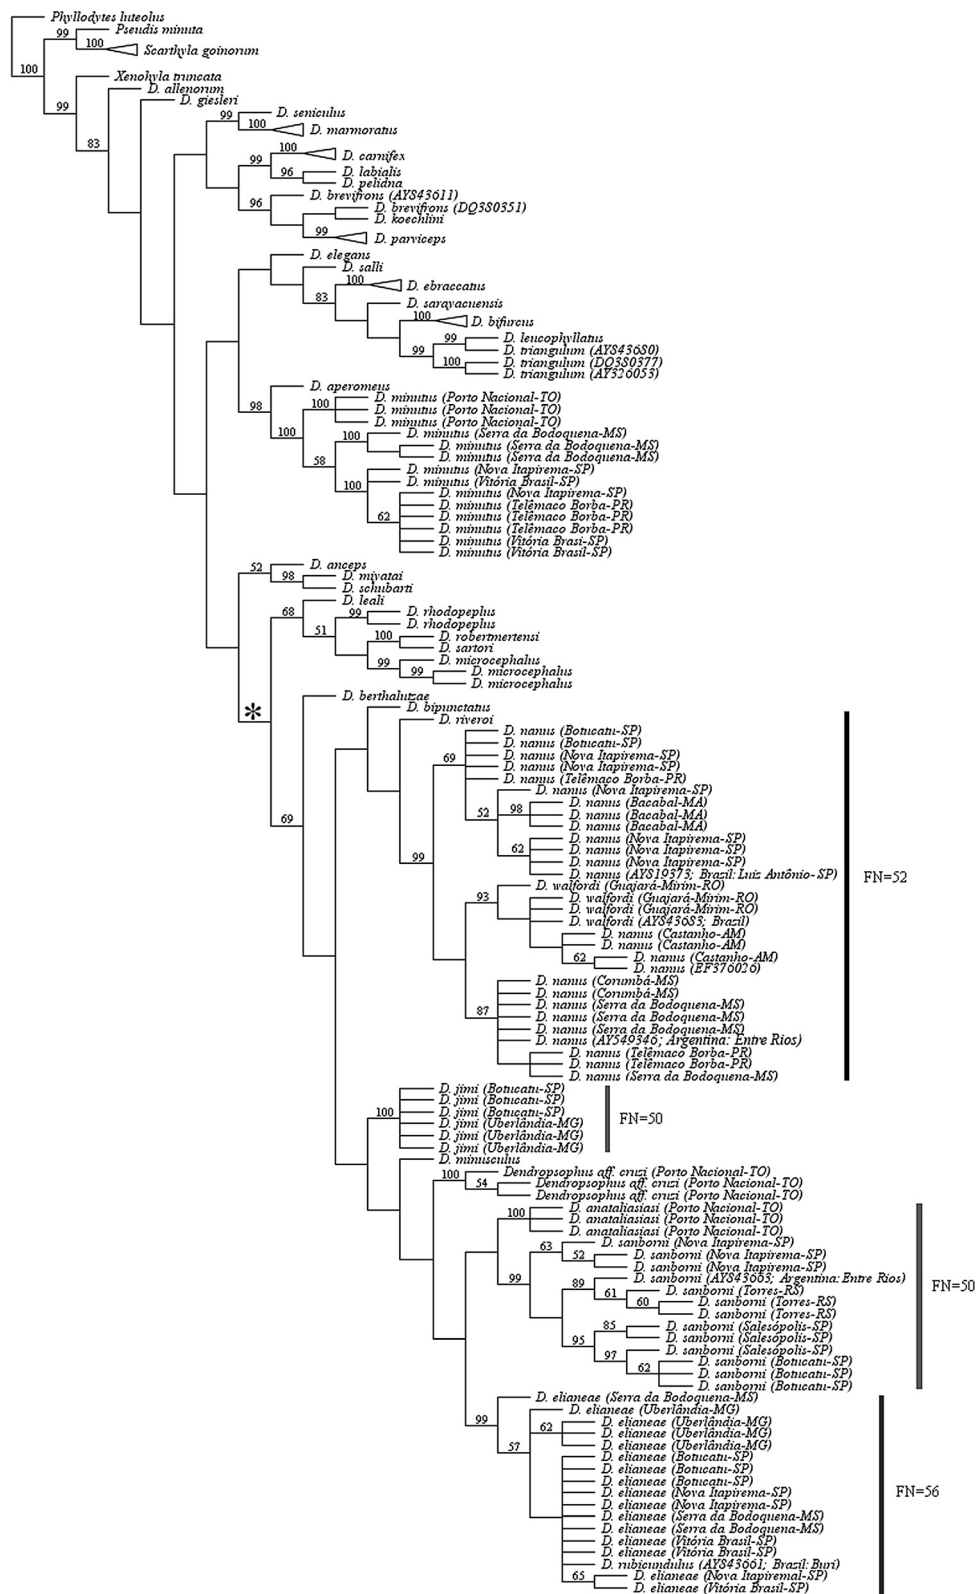 Phyllodytes luteolus
99
Pseudis minuta
100
Scarthyla goinorum
100
Xenohyla truncata
99
D. allenorum
D. giesleri
83
99
D. seniculus
100
D. marmoratus
100
D. carnifex
99
D. labialis
96
D. pelidna
96
D. brevifrons (AY843611)
D. brevifrons (DQ380351)
D. koechlini
99
D. parviceps
D. elegans
D. salli
100
D. ebraccatus
83
D. sarayacuensis
100
D. bifurcus
99
D. leucophyllatus
99
D. triangulum (AY843680)
100
D. triangulum (DQ380377)
D. triangulum (AY326053)
D. aperomeus
98
D. minutus (Porto Nacional-TO)
100
D. minutus (Porto Nacional-TO)
D. minutus (Porto Nacional-TO)
100
D. minutus (Serra da Bodoquena-MS)
100
D. minutus (Serra da Bodoquena-MS)
D. minutus (Serra da Bodoquena-MS)
58
D. minutus (Nova Itapirema-SP)
D. minutus (Vitória Brasil-SP)
100
D. minutus (Nova Itapirema-SP)
D. minutus (Telêmaco Borba-PR)
D. minutus (Telêmaco Borba-PR)
62
D. minutus (Telêmaco Borba-PR)
D. minutus (Vitória Brasi-SP)
D. minutus (Vitória Brasil-SP)
52
D. anceps
98
D. miyatai
D. schubarti
D. leali
68
99
D. rhodopeplus
D. rhodopeplus
51
100
D. robertmertensi
D. sartori
99
D. microcephalus
99
D. microcephalus
D. microcephalus
*
D. berthalutzae
D. bipunctatus
D. riveroi
D. nanus (Botucatu-SP)
D. nanus (Botucatu-SP)
D. nanus (Nova Itapirema-SP)
69
D. nanus (Nova Itapirema-SP)
D. nanus (Telêmaco Borba-PR)
D. nanus (Nova Itapirema-SP)
98
D. nanus (Bacabal-MA)
52
D. nanus (Bacabal-MA)
D. nanus (Bacabal-MA)
69
D. nanus (Nova Itapirema-SP)
62
D. nanus (Nova Itapirema-SP)
99
D. nanus (Nova Itapirema-SP)
D. nanus (AY819373; Brazil: Luiz Antônio-SP)
FN=52
D. walfordi (Guajará-Mirim-RO)
93
D. walfordi (Guajará-Mirim-RO)
D. walfordi (Guajará-Mirim-RO)
D. walfordi (AY843683; Brazil)
D. nanus (Castanho-AM)
D. nanus (Castanho-AM)
62
D. nanus (Castanho-AM)
D. nanus (EF376026)
D. nanus (Corumbá-MS)
D. nanus (Corumbá-MS)
D. nanus (Serra da Bodoquena-MS)
87
D. nanus (Serra da Bodoquena-MS)
D. nanus (Serra da Bodoquena-MS)
D. nanus (AY549346; Argentina: Entre Rios)
D. nanus (Telêmaco Borba-PR)
D. nanus (Telêmaco Borba-PR)
D. nanus (Serra da Bodoquena-MS)
D. jimi (Botucatu-SP)
D. jimi (Botucatu-SP)
100
D. jimi (Botucatu-SP)
D. jimi (Uberlândia-MG)
FN=50
D. jimi (Uberlândia-MG)
D. jimi (Uberlândia-MG)
D. minusculus
100
Dendropsophus aff. cruzi (Porto Nacional-TO)
54
Dendropsophus aff. cruzi (Porto Nacional-TO)
Dendropsophus aff. cruzi (Porto Nacional-TO)
100
D. anataliasiasi (Porto Nacional-TO)
D. anataliasiasi (Porto Nacional-TO)
D. anataliasiasi (Porto Nacional-TO)
63
D. sanborni (Nova Itapirema-SP)
52
D. sanborni (Nova Itapirema-SP)
D. sanborni (Nova Itapirema-SP)
99
89
D. sanborni (AY843663; Argentina: Entre Rios)
FN=50
61
D. sanborni (Torres-RS)
60
D. sanborni (Torres-RS)
D. sanborni (Torres-RS)
85
D. sanborni (Salesópolis-SP)
95
D. sanborni (Salesópolis-SP)
97
D. sanborni (Salesópolis-SP)
62
D. sanborni (Botucatu-SP)
D. sanborni (Botucatu-SP)
D. sanborni (Botucatu-SP)
D. elianeae (Serra da Bodoquena-MS)
99
D. elianeae (Uberlândia-MG)
62
D. elianeae (Uberlândia-MG)
D. elianeae (Uberlândia-MG)
57
D. elianeae (Uberlândia-MG)
D. elianeae (Botucatu-SP)
D. elianeae (Botucatu-SP)
D. elianeae (Botucatu-SP)
D. elianeae (Nova Itapirema-SP)
FN=56
D. elianeae (Nova Itapirema-SP)
D. elianeae (Serra da Bodoquena-MS)
D. elianeae (Serra da Bodoquena-MS)
D. elianeae (Vitória Brasil-SP)
D. elianeae (Vitória Brasil-SP)
D. rubicundulus (AY843661; Brazil: Buri)
65
D. elianeae (Nova Itapiremal-SP)
D. elianeae (Vitória Brasil-SP)